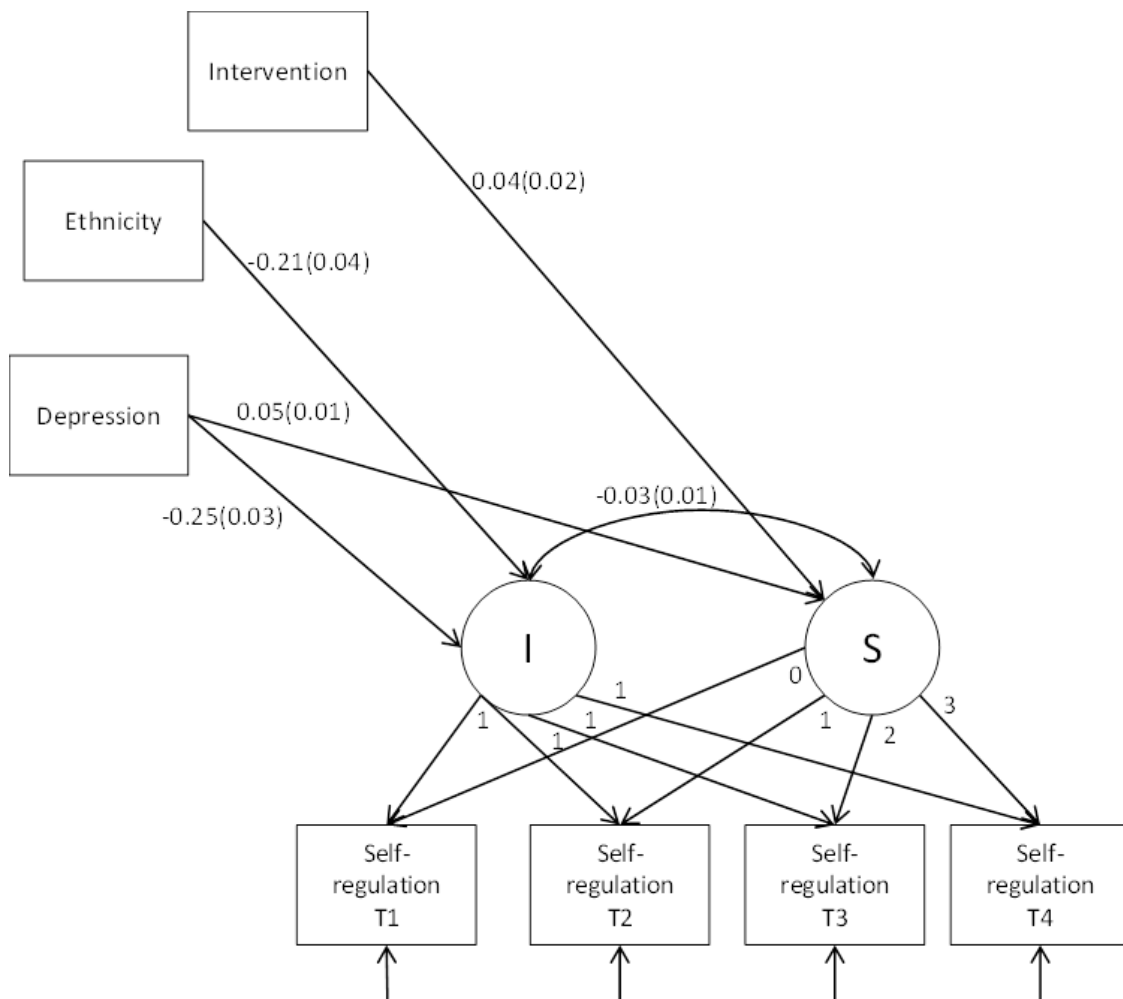 Intervention
0.04(0.02)
Ethnicity
-0.21(0.04)
Depression
0.05(0.01)
-0.25(0.03)
-0.03(0.01)
I
S
0
1
1
1
1
1
2
3
Self-
regulation
T1
Self-
regulation
T2
Self-
regulation
T3
Self-
regulation
T4